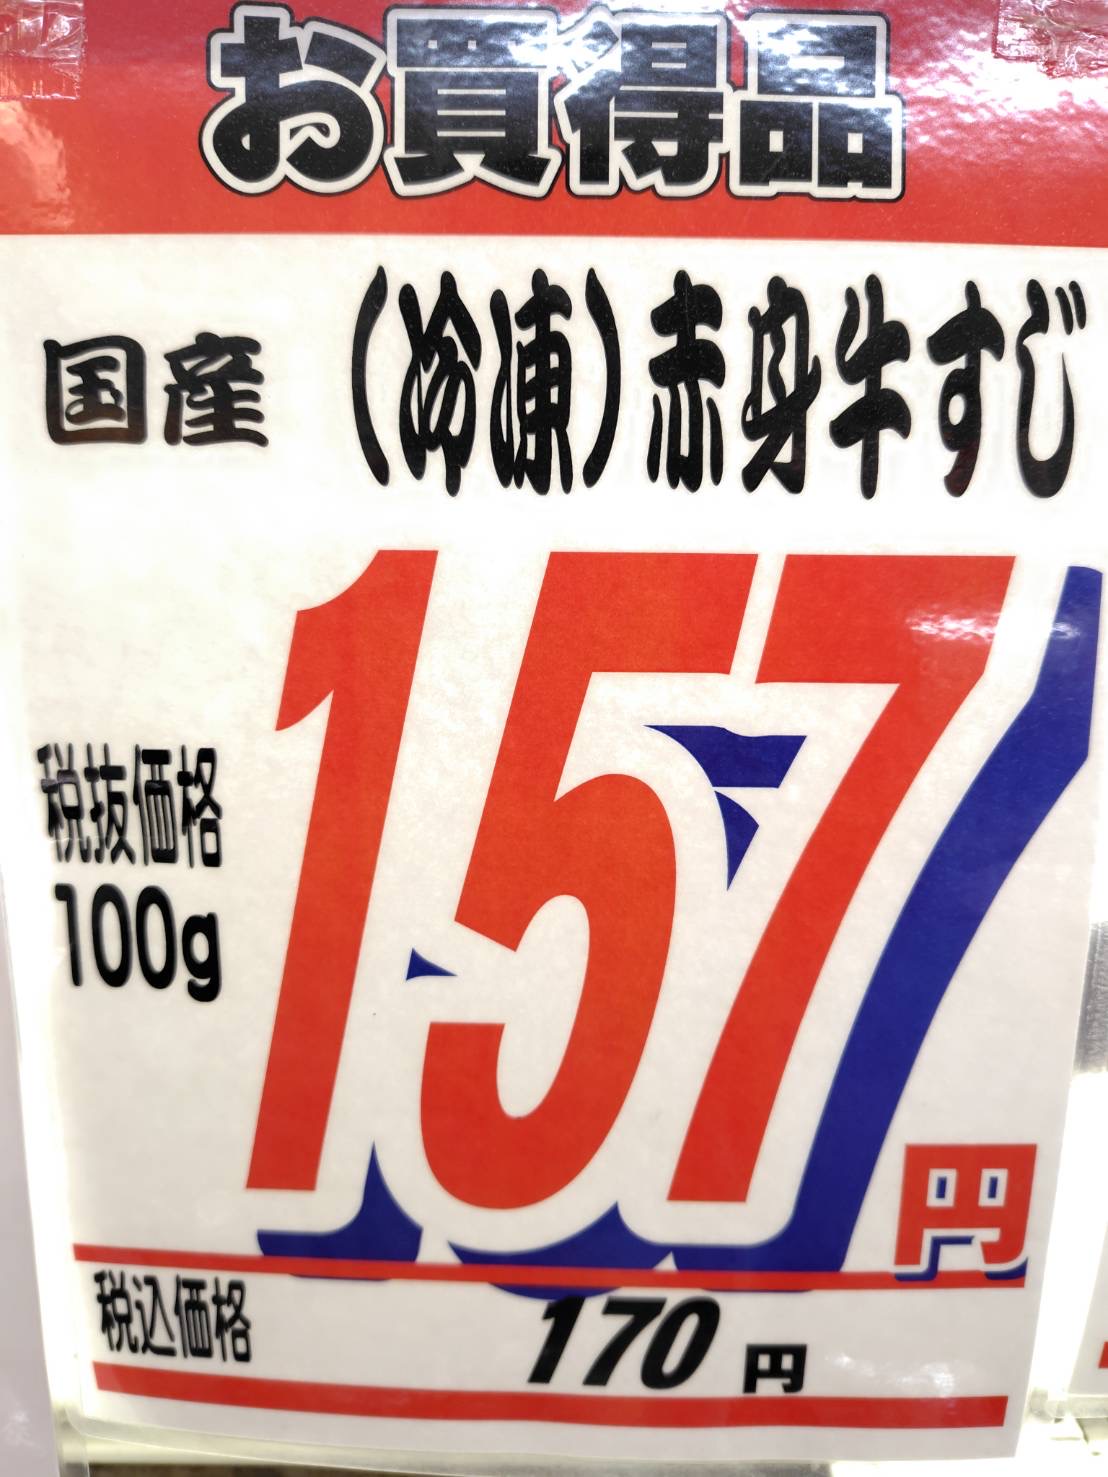 お買得品
国産 (冷凍)赤身牛すじ
税抜価格
100g
157円
税込価格 170円